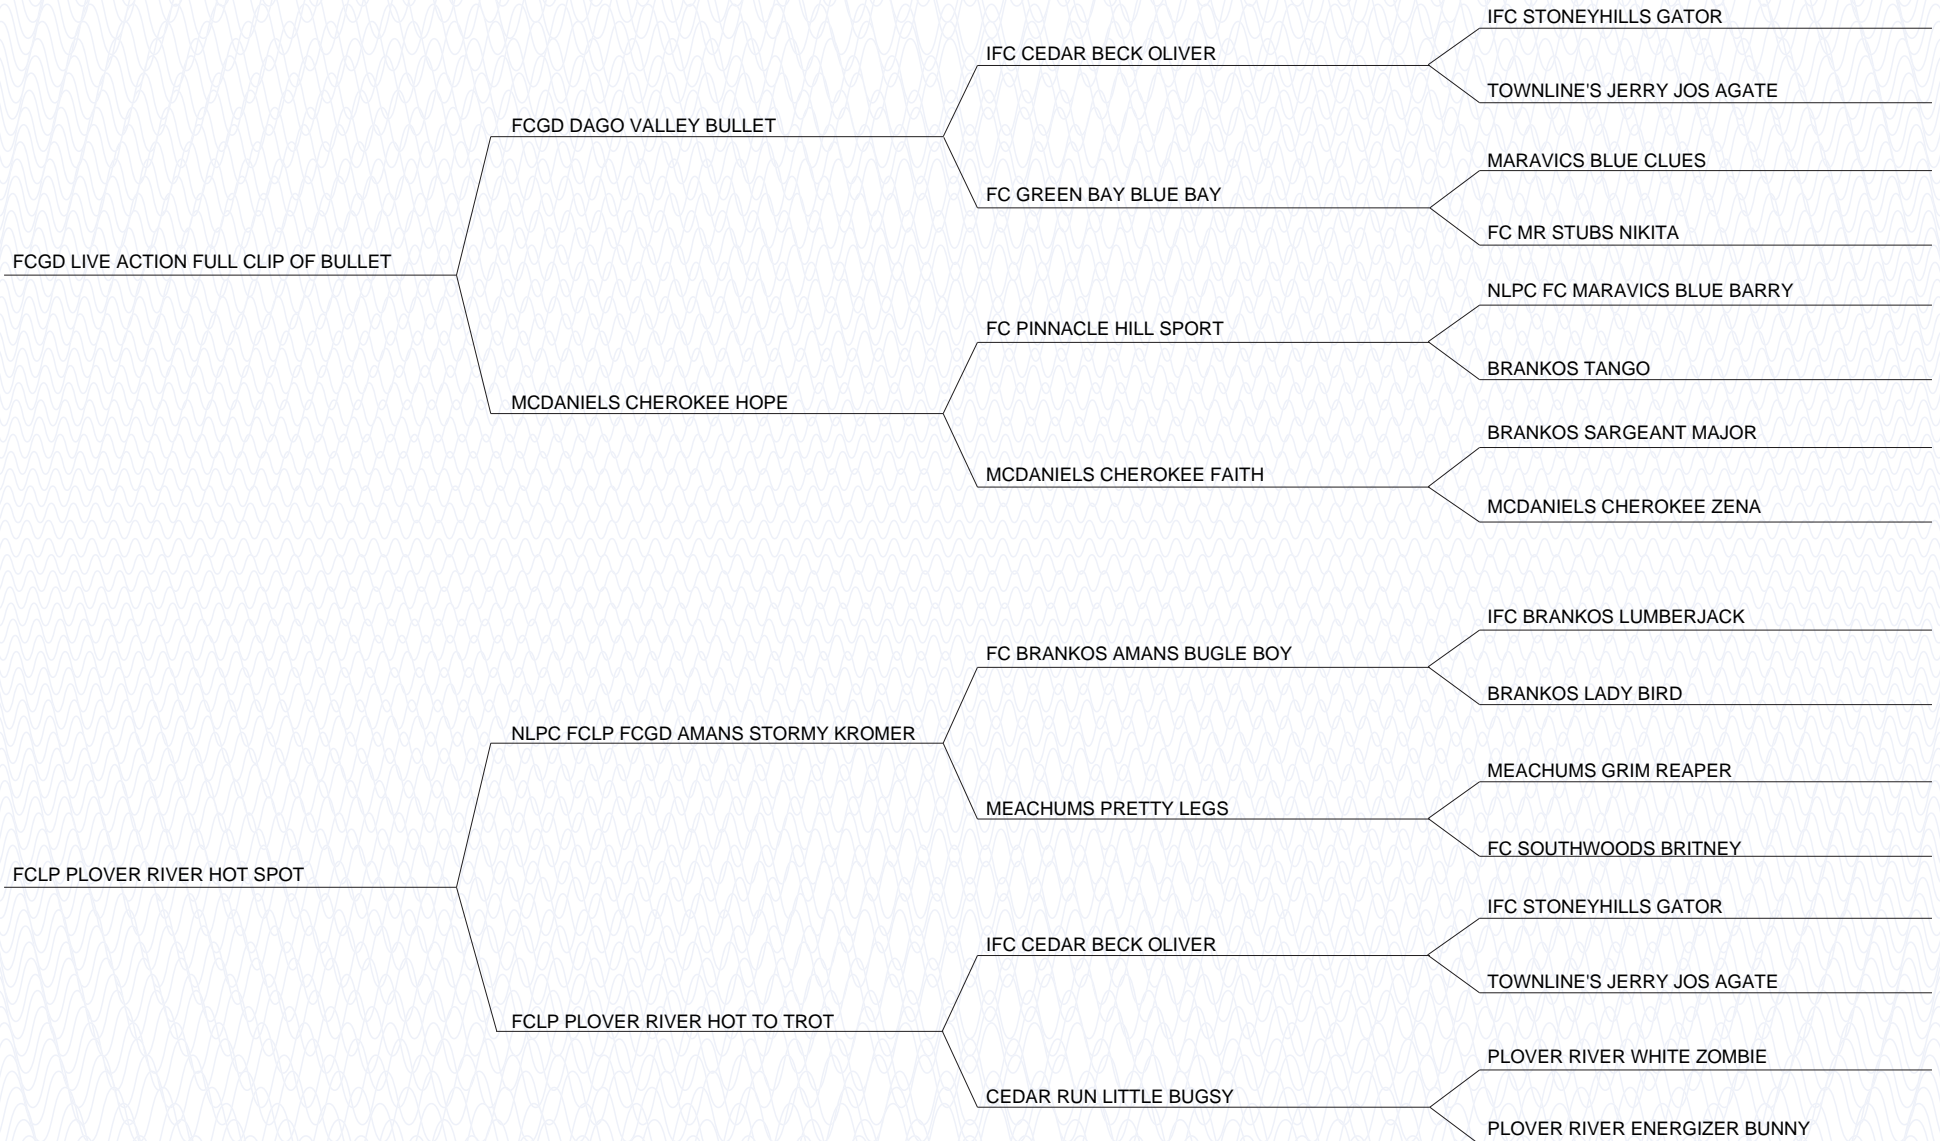 IFC STONEYHILLS GATOR
IFC CEDAR BECK OLIVER
TOWNLINE'S JERRY JOS AGATE
FCGD DAGO VALLEY BULLET
MARAVICS BLUE CLUES
FC GREEN BAY BLUE BAY
FC MR STUBS NIKITA
FCGD LIVE ACTION FULL CLIP OF BULLET
NLPC FC MARAVICS BLUE BARRY
FC PINNACLE HILL SPORT
BRANKOS TANGO
MCDANIELS CHEROKEE HOPE
BRANKOS SARGEANT MAJOR
MCDANIELS CHEROKEE FAITH
MCDANIELS CHEROKEE ZENA
IFC BRANKOS LUMBERJACK
FC BRANKOS AMANS BUGLE BOY
BRANKOS LADY BIRD
NLPC FCLP FCGD AMANS STORMY KROMER
MEACHUMS GRIM REAPER
MEACHUMS PRETTY LEGS
FC SOUTHWOODS BRITNEY
FCLP PLOVER RIVER HOT SPOT
IFC STONEYHILLS GATOR
IFC CEDAR BECK OLIVER
TOWNLINE'S JERRY JOS AGATE
FCLP PLOVER RIVER HOT TO TROT
PLOVER RIVER WHITE ZOMBIE
CEDAR RUN LITTLE BUGSY
PLOVER RIVER ENERGIZER BUNNY